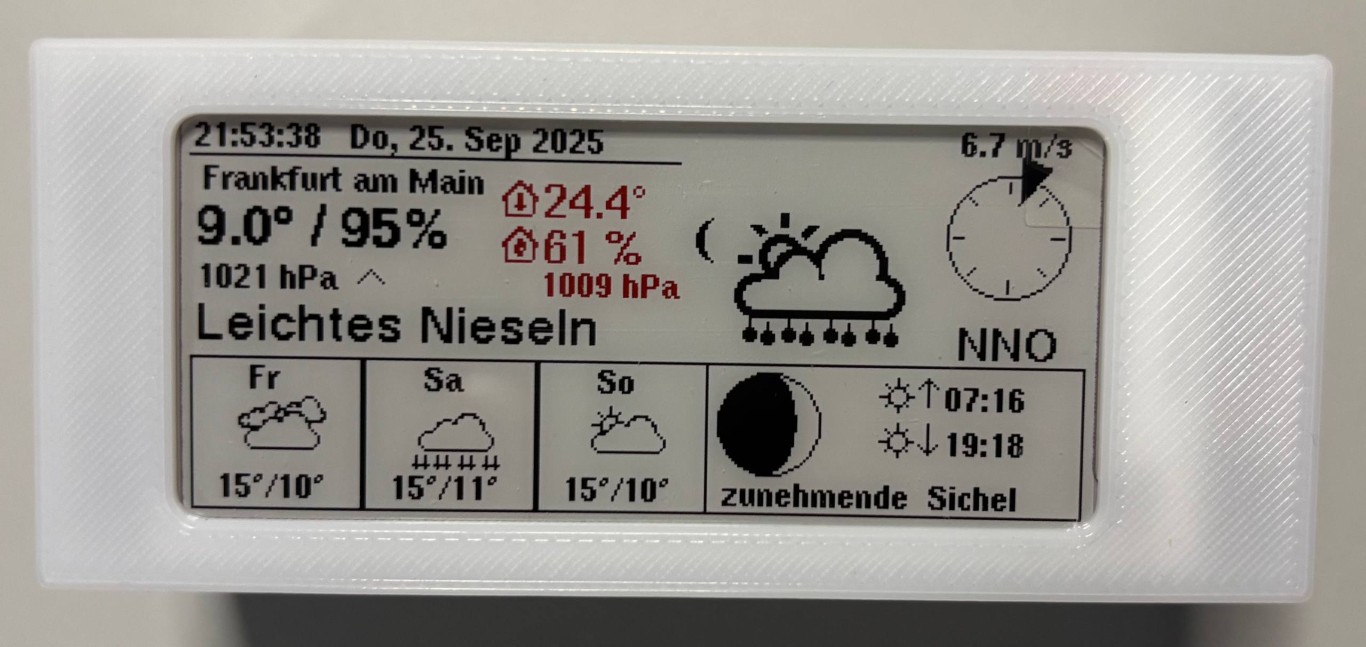 21:53:38 Do, 25. Sep 2025
6.7 m/s
Frankfurt am Main
9.0° / 95%
24.4°
61 %
1021 hPa
1009 hPa
Leichtes Nieseln
NNO
Fr
15°/10°
Sa
15°/11°
So
15°/10°
07:16
19:18
zunehmende Sichel